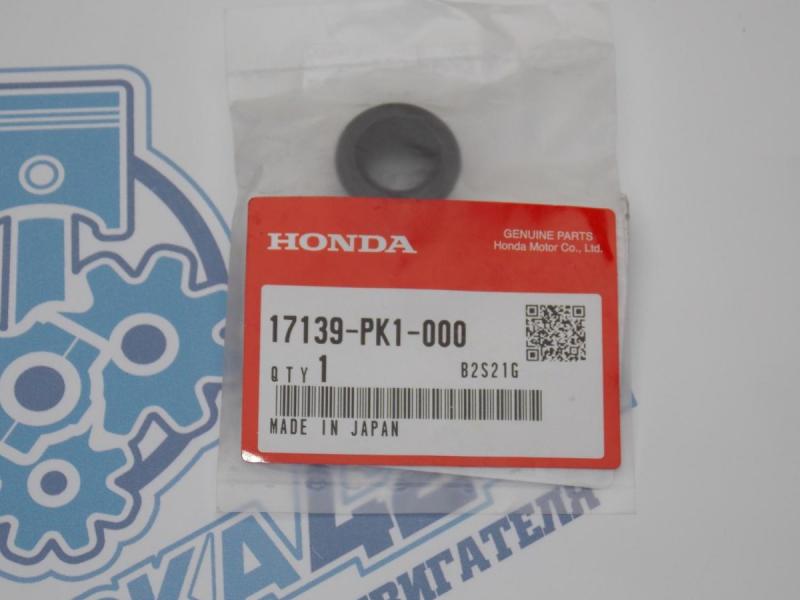 HONDA
GENUINE PARTS
Honda Motor Co., Ltd.
17139-PK1-000
QTY 1
B2S21G
MADE IN JAPAN